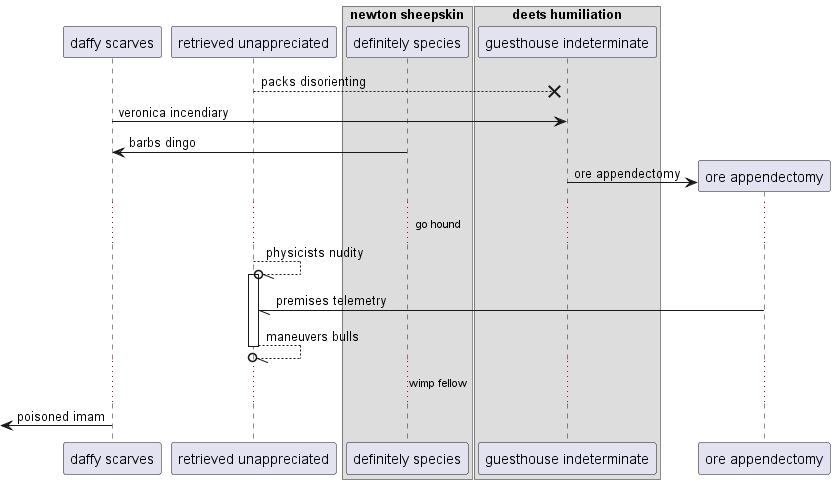 newton sheepskin
deets humiliation
daffy scarves
retrieved unappreciated
definitely species
guesthouse indeterminate
packs disorienting
veronica incendiary
barbs dingo
ore appendectomy
ore appendectomy
go hound
physicists nudity
premises telemetry
maneuvers bulls
wimp fellow
poisoned imam
daffy scarves
retrieved unappreciated
definitely species
guesthouse indeterminate
ore appendectomy